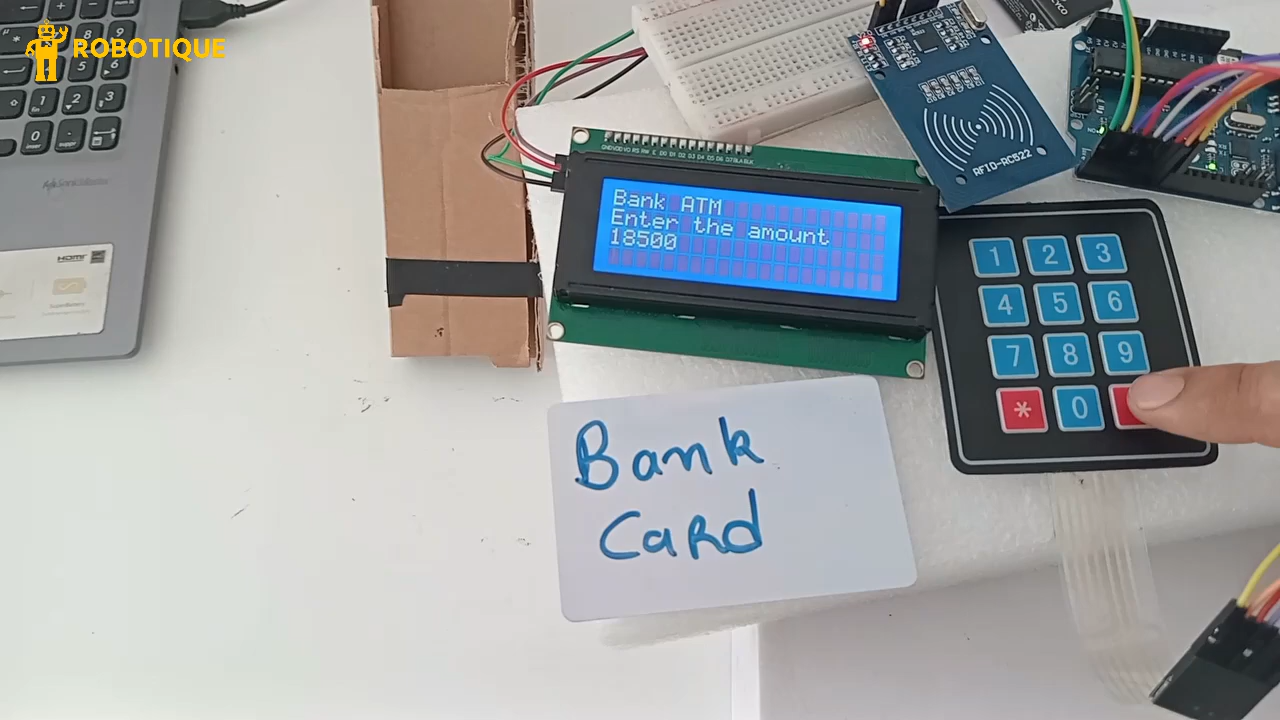 ROBOTIQUE
HDMI
Bank ATM
Enter the amount
18500
RFID-RC522
1 2 3
4 5 6
7 8 9
* 0
Bank
Card